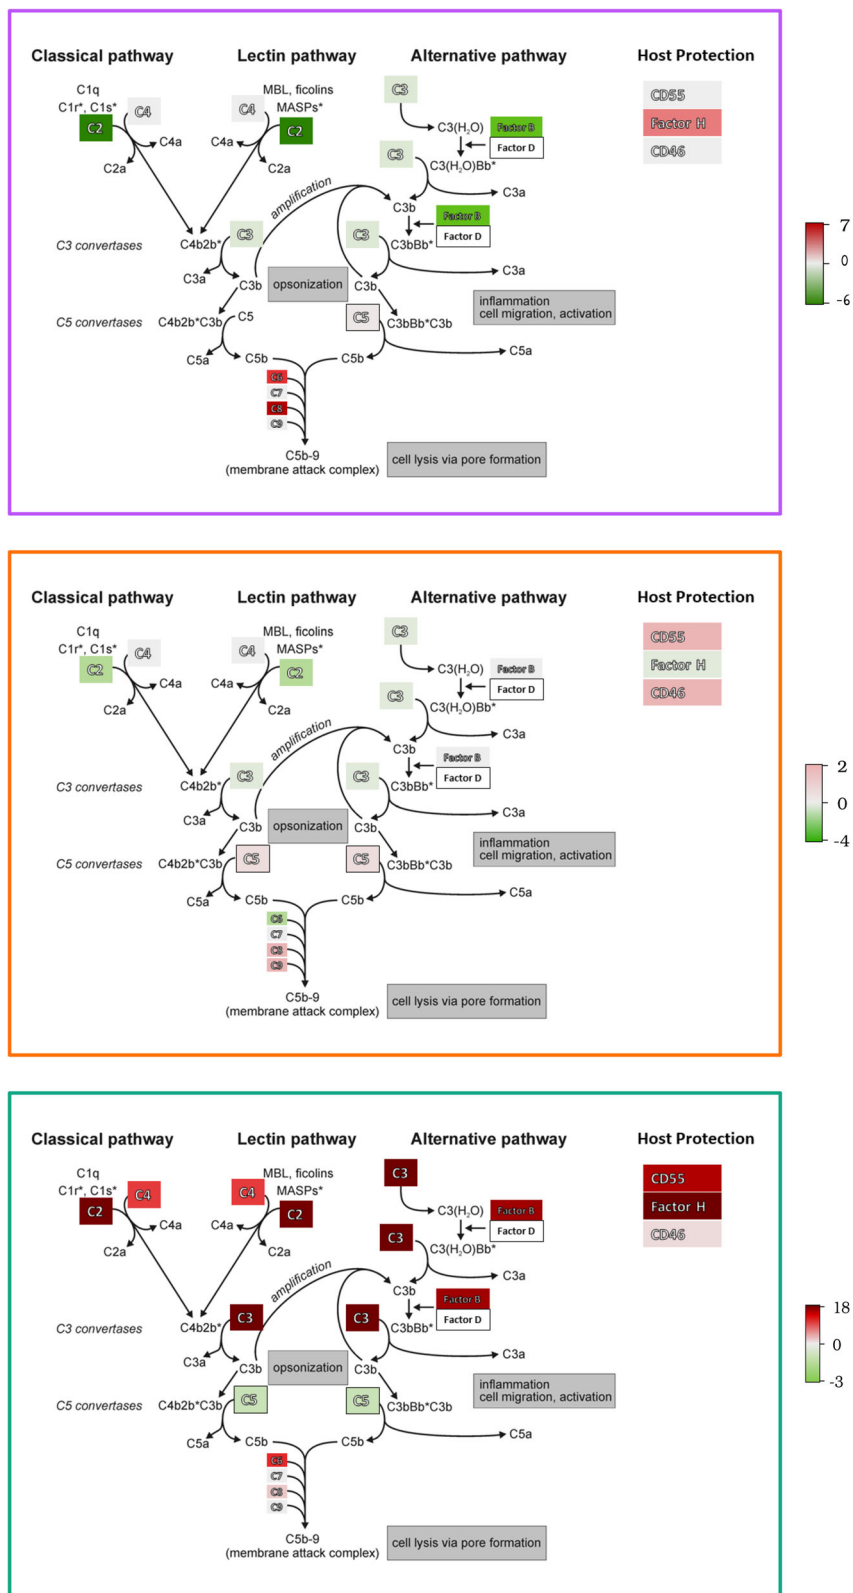 Classical pathway
Lectin pathway
Alternative pathway
Host Protection
C1q
C1r*, C1s*
C4
C2
C4a
C2a
MBL, ficolins
MASPs*
C4
C2
C4a
C2a
C3
C3(H2O)
Factor B
Factor D
C3(H2O)Bb*
C3
C3a
C3b
Factor B
Factor D
C3bBb*
CD55
Factor H
CD46
amplification
C3 convertases
C4b2b*
C3
C3a
C3b
opsonization
C3
C3b
C3a
inflammation
cell migration, activation
C5 convertases
C4b2b*C3b
C5
C5a
C5b
C5
C3bBb*C3b
C5b
C5a
C6
C7
C8
C9
C5b-9
(membrane attack complex)
cell lysis via pore formation
7
0
-6
Classical pathway
Lectin pathway
Alternative pathway
Host Protection
C1q
C1r*, C1s*
C4
C2
C4a
C2a
MBL, ficolins
MASPs*
C4
C2
C4a
C2a
C3
C3(H2O)
Factor B
Factor D
C3(H2O)Bb*
C3
C3a
C3b
Factor B
Factor D
C3bBb*
CD55
Factor H
CD46
amplification
C3 convertases
C4b2b*
C3
C3a
C3b
opsonization
C3
C3b
C3a
inflammation
cell migration, activation
C5 convertases
C4b2b*C3b
C5
C5a
C5b
C5
C3bBb*C3b
C5b
C5a
C6
C7
C8
C9
C5b-9
(membrane attack complex)
cell lysis via pore formation
2
0
-4
Classical pathway
Lectin pathway
Alternative pathway
Host Protection
C1q
C1r*, C1s*
C4
C2
C4a
C2a
MBL, ficolins
MASPs*
C4
C2
C4a
C2a
C3
C3(H2O)
Factor B
Factor D
C3(H2O)Bb*
C3
C3a
C3b
Factor B
Factor D
C3bBb*
CD55
Factor H
CD46
amplification
C3 convertases
C4b2b*
C3
C3a
C3b
opsonization
C3
C3b
C3a
inflammation
cell migration, activation
C5 convertases
C4b2b*C3b
C5
C5a
C5b
C5
C3bBb*C3b
C5b
C5a
C6
C7
C8
C9
C5b-9
(membrane attack complex)
cell lysis via pore formation
18
0
-3